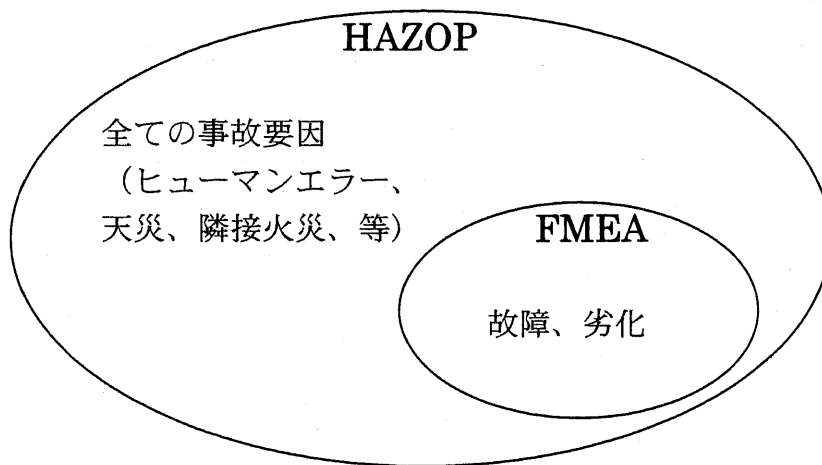 HAZOP
全ての事故要因
（ヒューマンエラー、
天災、隣接火災、等）
FMEA
故障、劣化